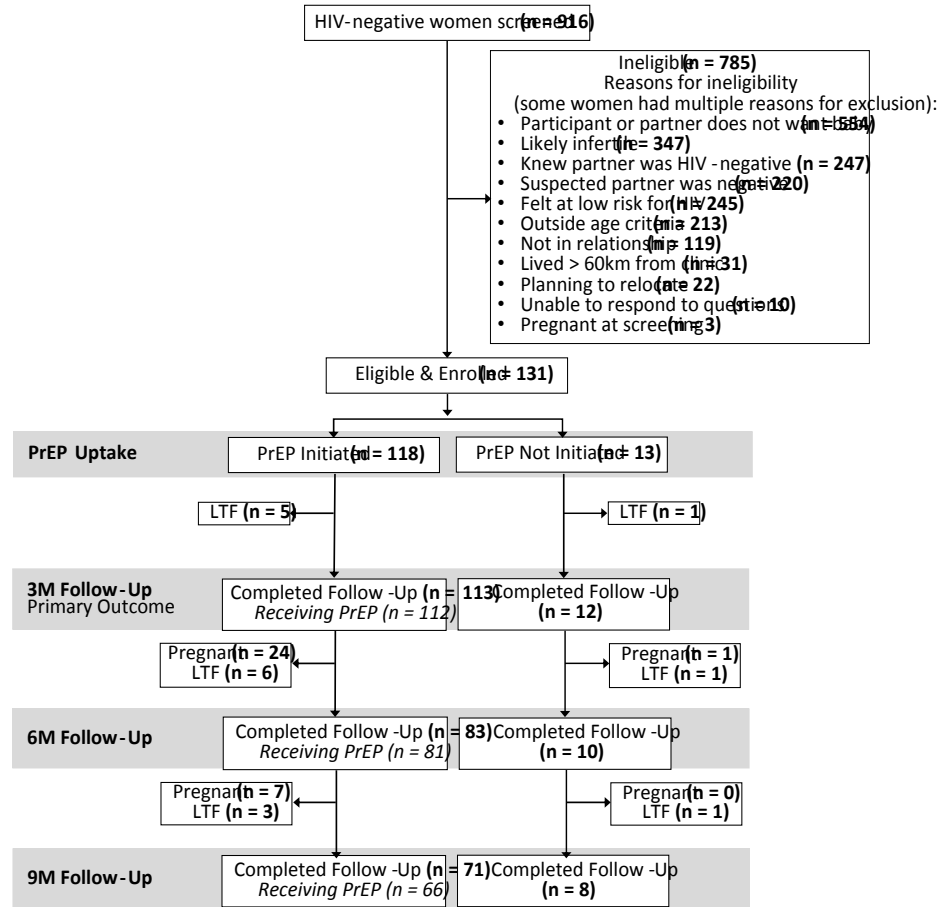 HIV-negative women screened (n = 916)
Ineligible (n = 785)
Reasons for ineligibility
(some women had multiple reasons for exclusion):
• Participant or partner does not want baby (n = 554)
• Likely infertile (n = 347)
• Knew partner was HIV -negative (n = 247)
• Suspected partner was negative (n = 220)
• Felt at low risk for HIV (n = 245)
• Outside age criteria (n = 213)
• Not in relationship (n = 119)
• Lived > 60km from clinic (n = 31)
• Planning to relocate (n = 22)
• Unable to respond to questions (n = 10)
• Pregnant at screening (n = 3)
Eligible & Enrolled (n = 131)
PrEP Uptake
PrEP Initiated (n = 118)
PrEP Not Initiated (n = 13)
LTF (n = 5)
LTF (n = 1)
3M Follow-Up
Primary Outcome
Completed Follow -Up (n = 113)
Receiving PrEP (n = 112)
Completed Follow -Up
(n = 12)
Pregnant (n = 24)
LTF (n = 6)
Pregnant (n = 1)
LTF (n = 1)
6M Follow-Up
Completed Follow -Up (n = 83)
Receiving PrEP (n = 81)
Completed Follow -Up
(n = 10)
Pregnant (n = 7)
LTF (n = 3)
Pregnant (n = 0)
LTF (n = 1)
9M Follow-Up
Completed Follow -Up (n = 71)
Receiving PrEP (n = 66)
Completed Follow -Up
(n = 8)